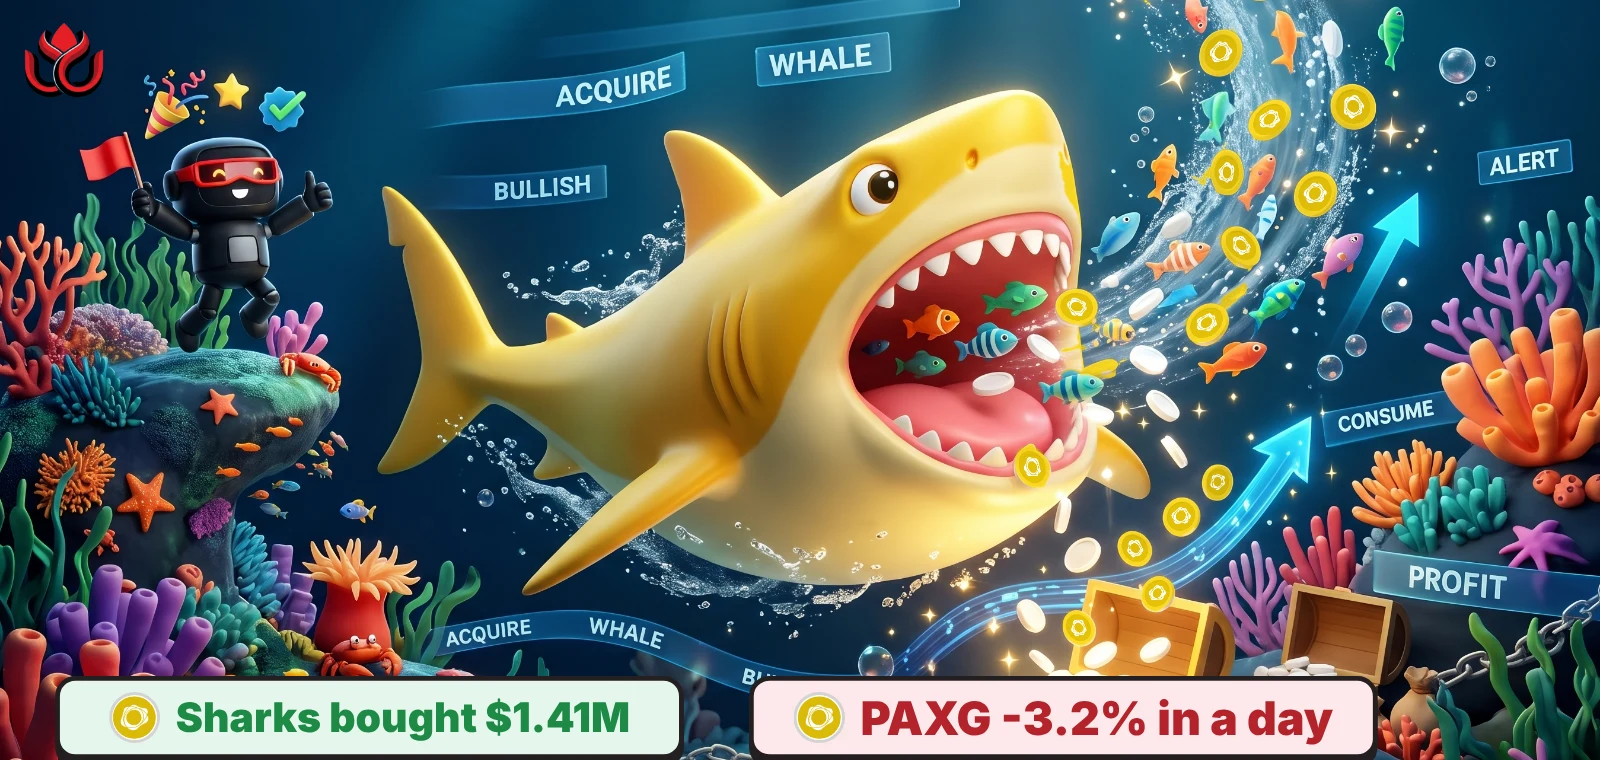 ACQUIRE
WHALE
BULLISH
ALERT
CONSUME
PROFIT
ACQUIRE
WHALE
Sharks bought $1.41M
PAXG -3.2% in a day